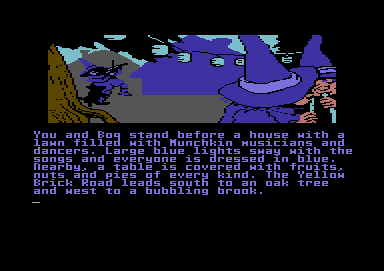 You and Boq stand before a house with a
lawn filled with Munchkin musicians and
dancers. Large blue lights sway with the
songs and everyone is dressed in blue.
Nearby, a table is covered with fruits,
nuts and pies of every kind. The Yellow
Brick Road leads south to an oak tree
and west to a bubbling brook.